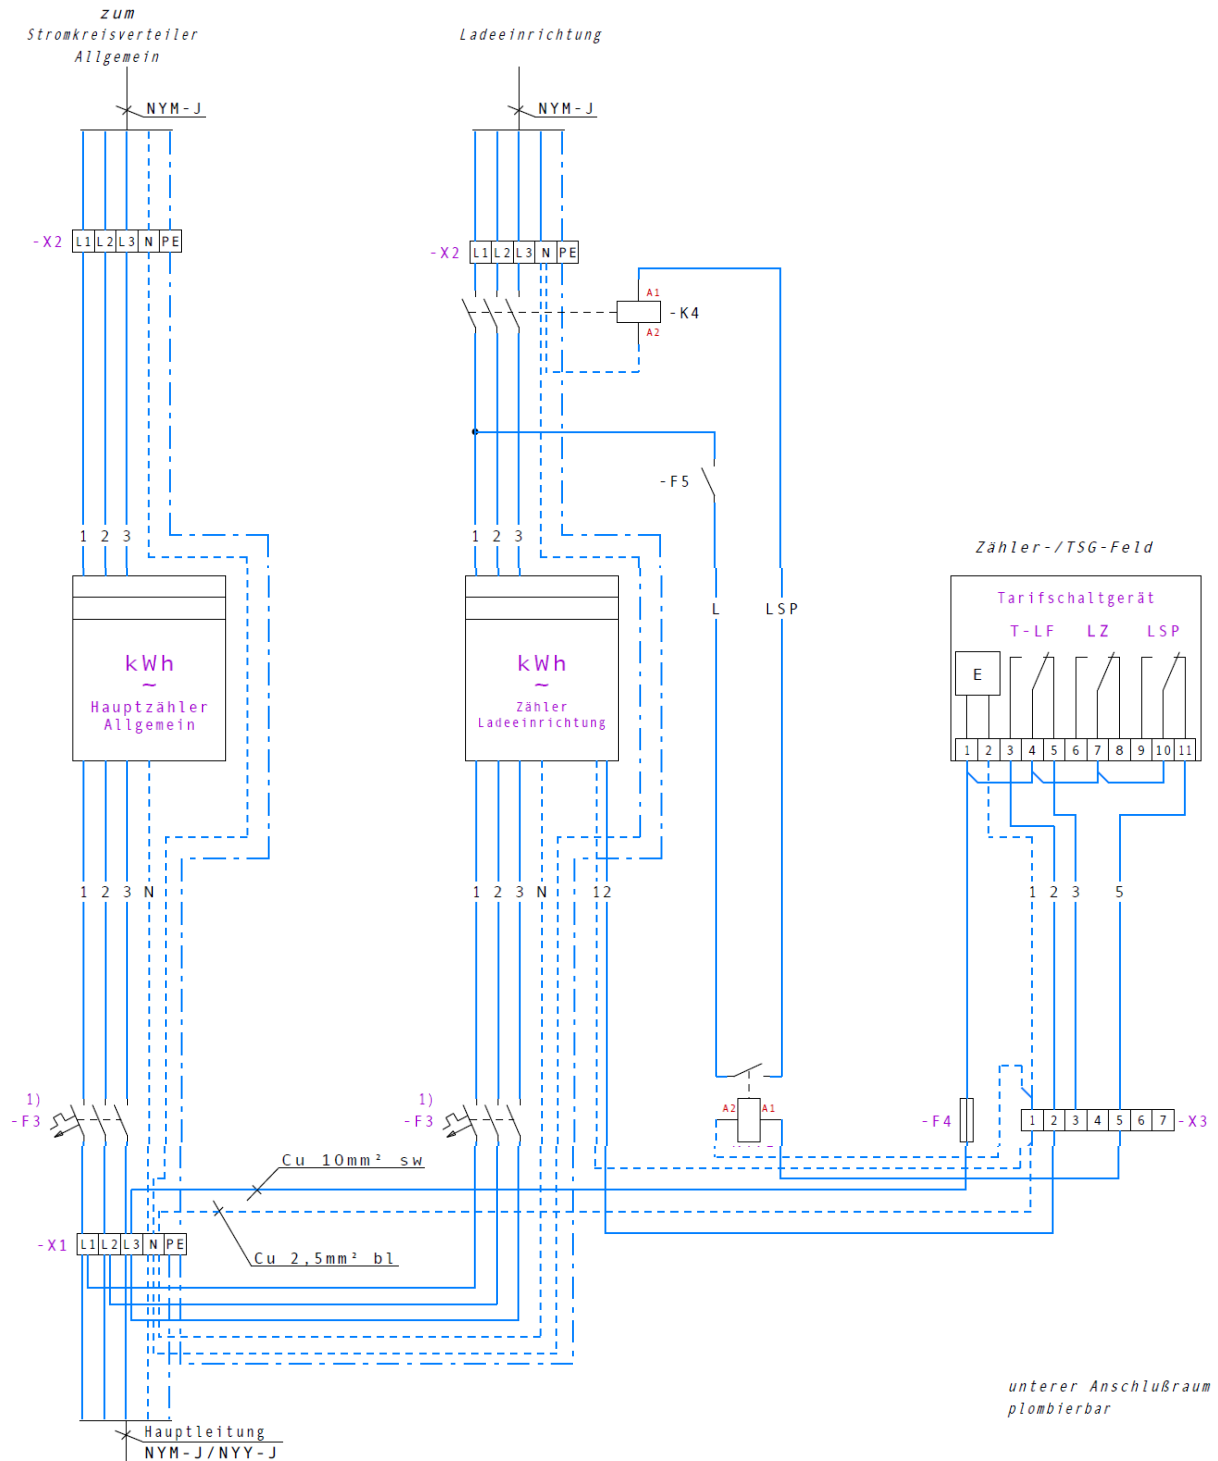 zum
Stromkreisverteiler
Allgemein
Ladeeinrichtung
NYM-J
NYM-J
-X2 L1 L2 L3 N PE
-X2 L1 L2 L3 N PE
A1
-K4
A2
-F5
1 2 3
1 2 3
Zähler-/TSG-Feld
Tarifschaltgerät
T-LF LZ LSP
E
1 2 3 4 5 6 7 8 9 10 11
L LSP
kWh
~
Hauptzähler
Allgemein
kWh
~
Zähler
Ladeeinrichtung
1 2 3 N
1 2 3 N 12
1 2 3 5
1)
-F3
1)
-F3
A2 A1
-F4
1 2 3 4 5 6 7 -X3
Cu 10mm² sw
-X1 L1 L2 L3 N PE
Cu 2,5mm² bl
unterer Anschlußraum
plombierbar
Hauptleitung
NYM-J/NYY-J